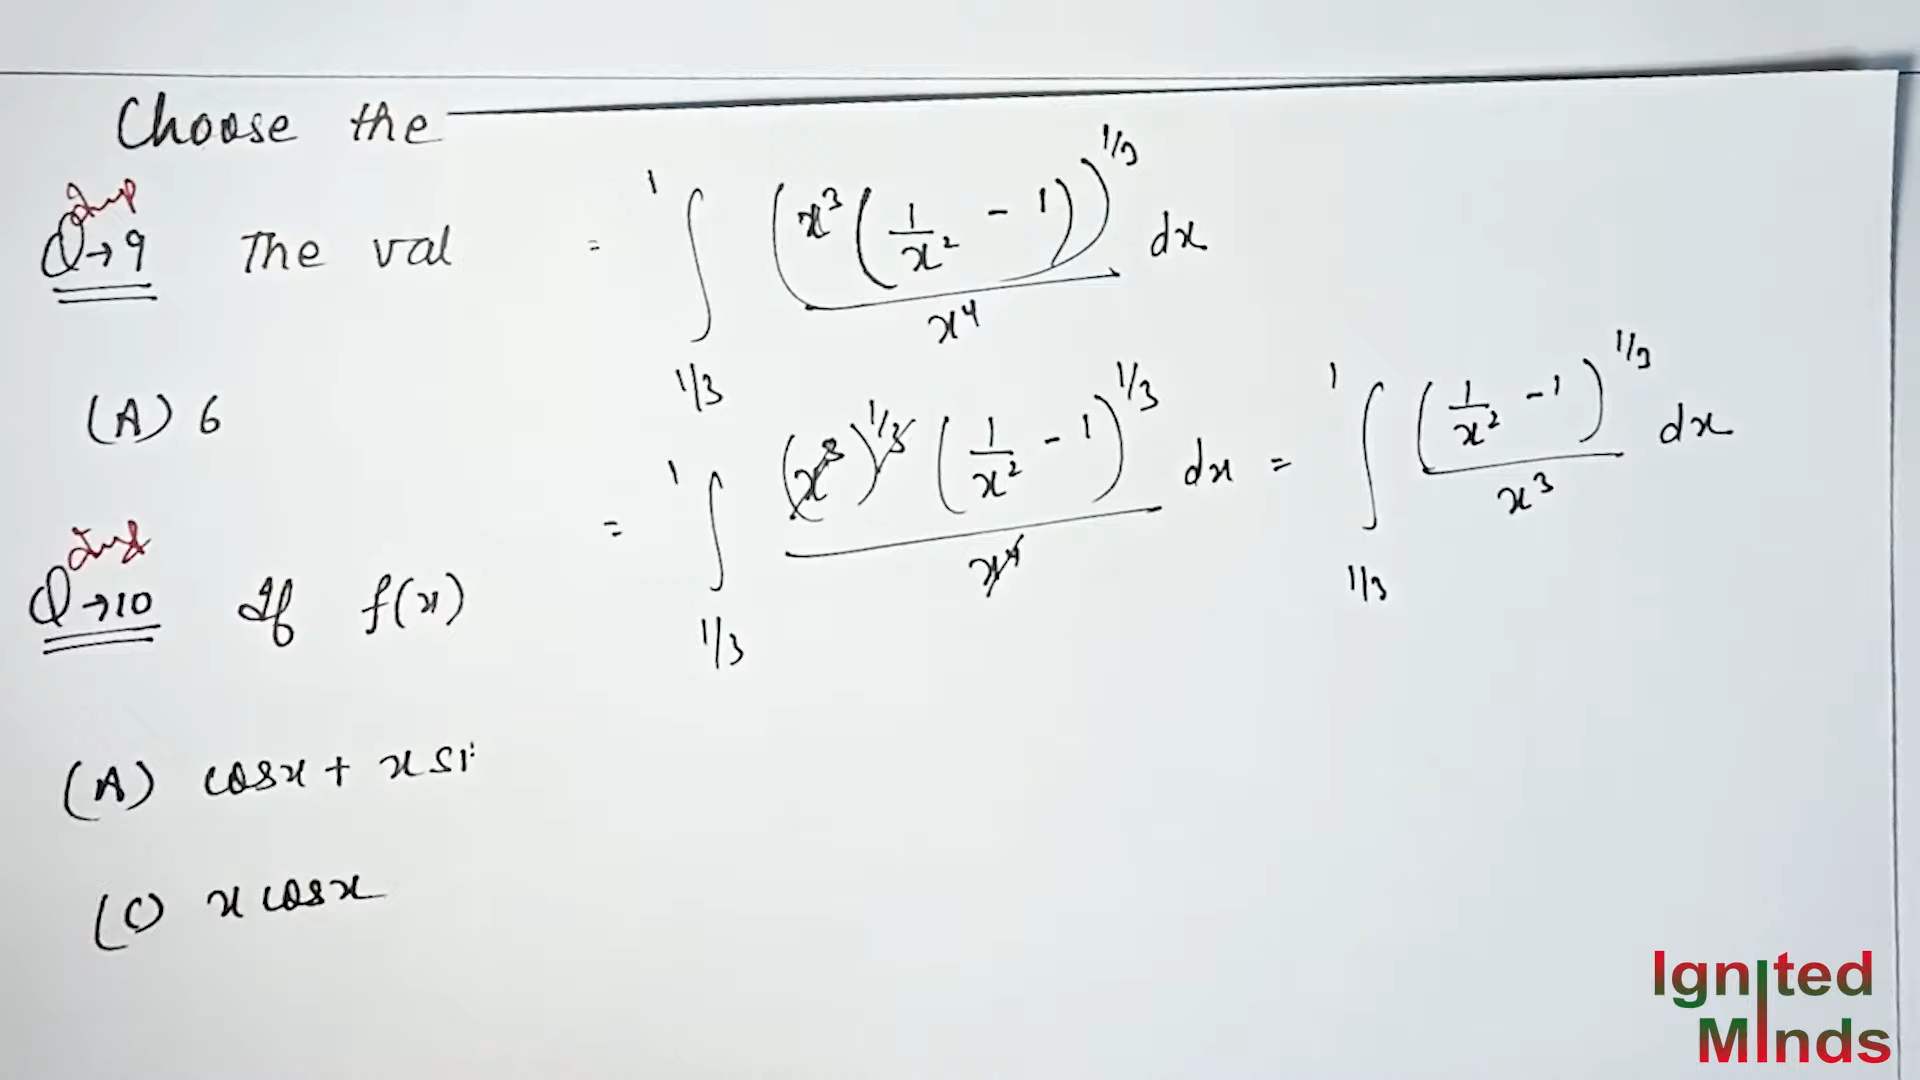 Choose the
Imp
Q→9 The val
= ∫_{1/3}^{1} (x³(1/x² - 1))^{1/3} / x⁴ dx
(A) 6
= ∫_{1/3}^{1} (x³)^{1/3} (1/x² - 1)^{1/3} / x⁴ dx = ∫_{1/3}^{1} (1/x² - 1)^{1/3} / x³ dx
Imp
Q→10 If f(x)
(A) cosx + x si
(C) x cosx
Ignited
Minds